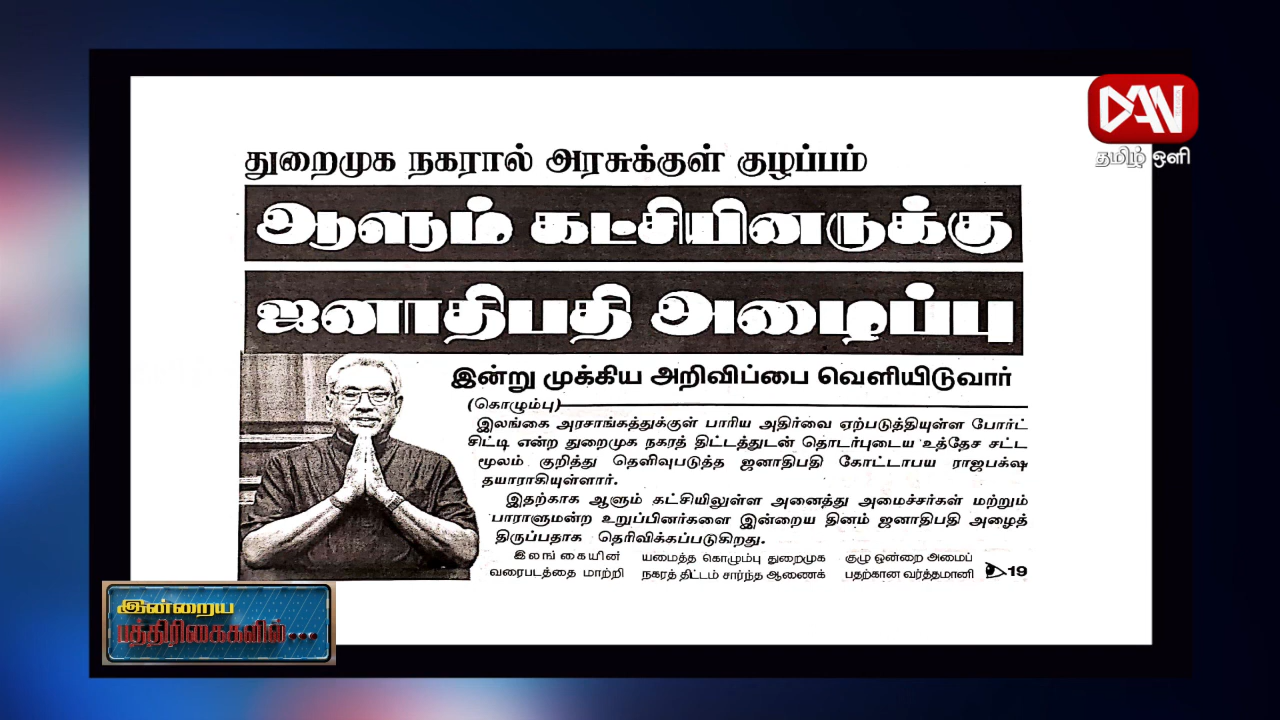 DAN
தமிழ் ஒளி
துறைமுக நகரால் அரசுக்குள் குழப்பம்
ஆளும் கட்சியினருக்கு
ஜனாதிபதி அழைப்பு
இன்று முக்கிய அறிவிப்பை வெளியிடுவார்
(கொழும்பு)
இலங்கை அரசாங்கத்துக்குள் பாரிய அதிர்வை ஏற்படுத்தியுள்ள போர்ட்
சிட்டி என்ற துறைமுக நகரத் திட்டத்துடன் தொடர்புடைய உத்தேச சட்ட
மூலம் குறித்து தெளிவுபடுத்த ஜனாதிபதி கோட்டாபய ராஜபக்ஷ
தயாராகியுள்ளார்.
இதற்காக ஆளும் கட்சியிலுள்ள அனைத்து அமைச்சர்கள் மற்றும்
பாராளுமன்ற உறுப்பினர்களை இன்றைய தினம் ஜனாதிபதி அழைத்
திருப்பதாக தெரிவிக்கப்படுகிறது.
இலங்கையின்
வரைபடத்தை மாற்றி
யமைத்த கொழும்பு துறைமுக
நகரத் திட்டம் சார்ந்த ஆணைக்
குழு ஒன்றை அமைப்
பதற்கான வர்த்தமானி
19
இன்றைய
பத்திரிகைகளில்...